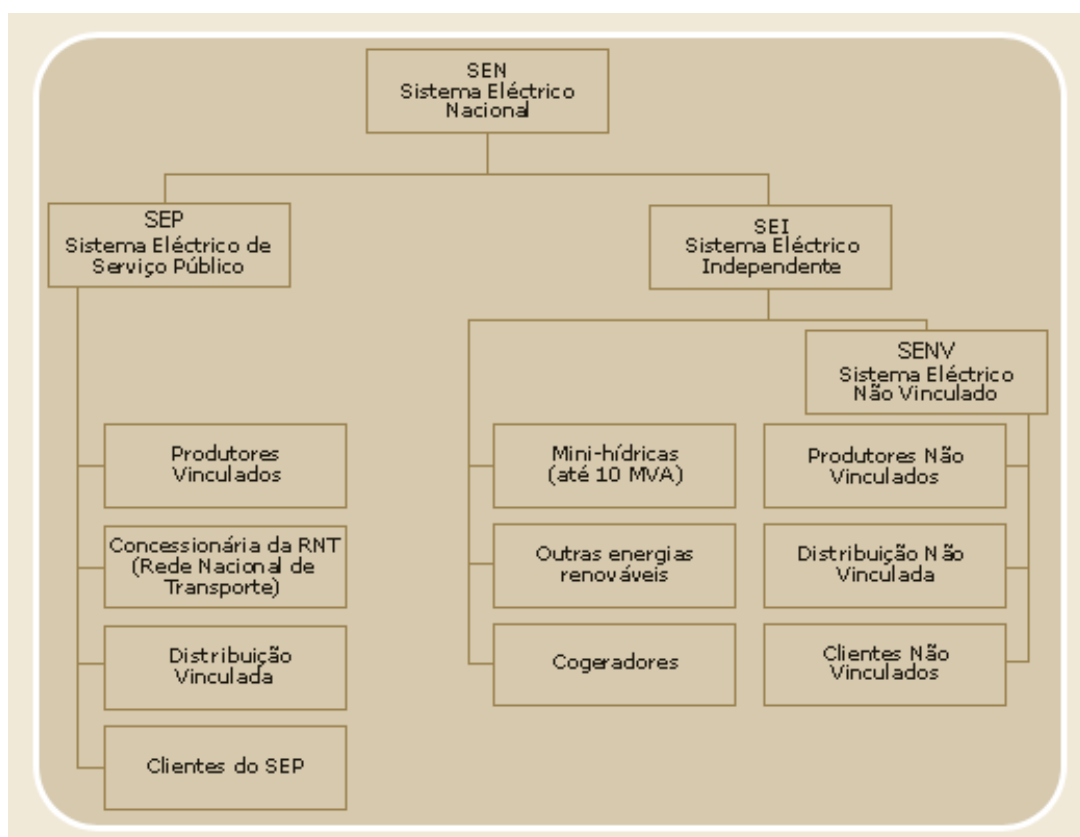 SEN
Sistema Eléctrico
Nacional
SEP
Sistema Eléctrico de
Serviço Público
SEI
Sistema Eléctrico
Independente
SENV
Sistema Eléctrico
Não Vinculado
Produtores
Vinculados
Concessionária da RNT
(Rede Nacional de
Transporte)
Distribuição
Vinculada
Clientes do SEP
Mini-hídricas
(até 10 MVA)
Outras energias
renováveis
Cogeradores
Produtores Não
Vinculados
Distribuição Não
Vinculada
Clientes Não
Vinculados